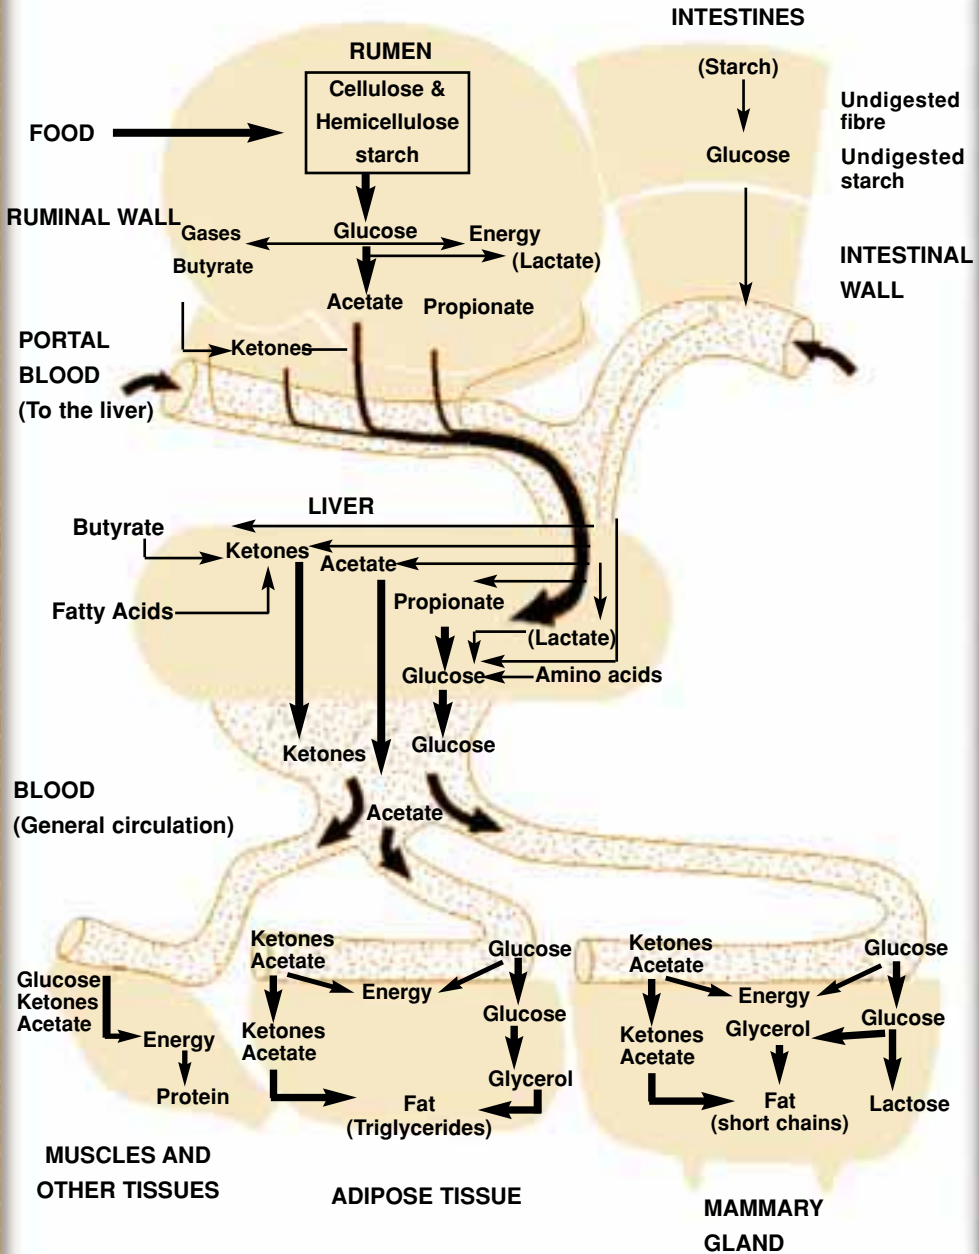 INTESTINES
RUMEN
(Starch)
Cellulose &
Hemicellulose
starch
FOOD
Undigested
fibre
Glucose
Undigested
starch
RUMINAL WALL
Gases
Glucose
Energy
Butyrate
(Lactate)
INTESTINAL
WALL
Acetate
Propionate
PORTAL
BLOOD
(To the liver)
Ketones
LIVER
Butyrate
Ketones
Acetate
Fatty Acids
Propionate
(Lactate)
Glucose
Amino acids
Ketones
Glucose
BLOOD
(General circulation)
Acetate
Glucose
Ketones
Acetate
Energy
Protein
MUSCLES AND
OTHER TISSUES
Ketones
Acetate
Glucose
Energy
Glucose
Ketones
Acetate
Glycerol
Fat
(Triglycerides)
ADIPOSE TISSUE
Ketones
Acetate
Glucose
Energy
Glycerol
Glucose
Ketones
Acetate
Fat
(short chains)
Lactose
MAMMARY
GLAND